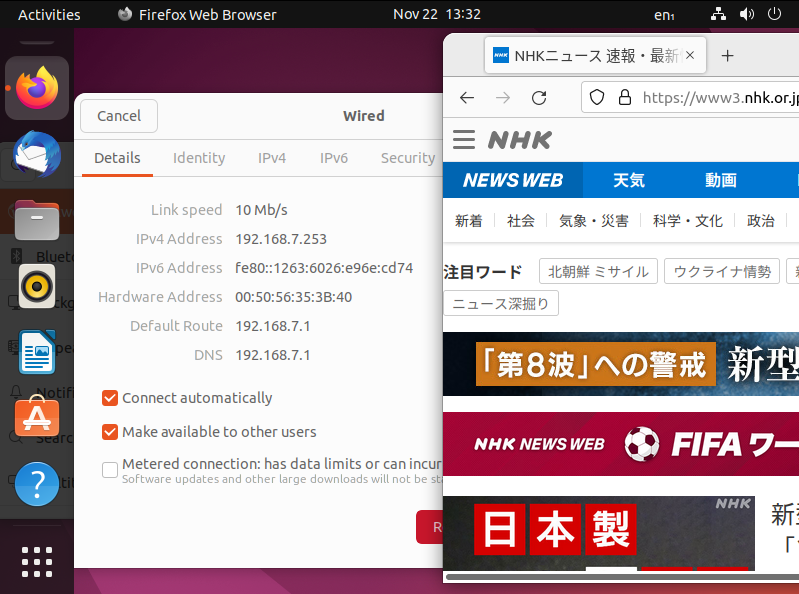 Activities
Firefox Web Browser
Nov 22 13:32
en₁
Cancel
Wired
Details
Identity
IPv4
IPv6
Security
Link speed 10 Mb/s
IPv4 Address 192.168.7.253
IPv6 Address fe80::1263:6026:e96e:cd74
Hardware Address 00:50:56:35:3B:40
Default Route 192.168.7.1
DNS 192.168.7.1
Connect automatically
Make available to other users
Metered connection: has data limits or can incur
Software updates and other large downloads will not be sta
R
Blueto
Notifi
Searc
NHKニュース 速報・最新
https://www3.nhk.or.jp
NHK
NEWS WEB
天気
動画
新着
社会
気象・災害
科学・文化
政治
注目ワード
北朝鮮 ミサイル
ウクライナ情勢
ニュース深掘り
「第8波」への警戒
新型
NHK NEWS WEB
FIFA ワー
日本製
NHK
新型